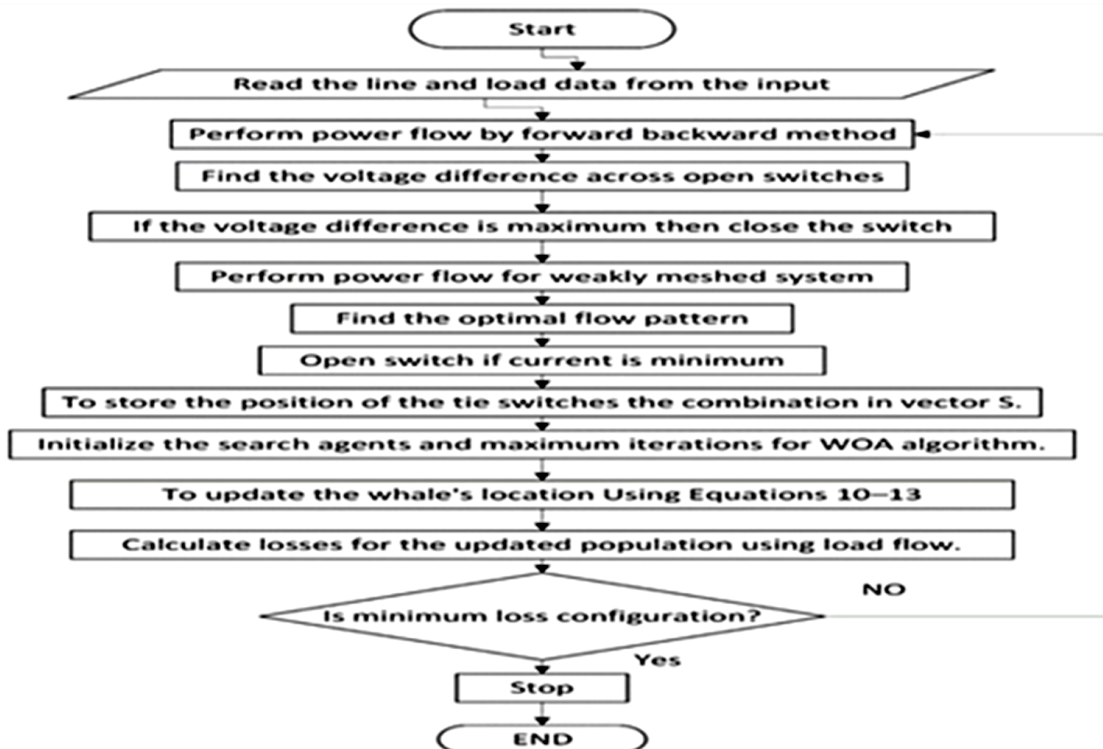 Start
Read the line and load data from the input
Perform power flow by forward backward method
Find the voltage difference across open switches
If the voltage difference is maximum then close the switch
Perform power flow for weakly meshed system
Find the optimal flow pattern
Open switch if current is minimum
To store the position of the tie switches the combination in vector S.
Initialize the search agents and maximum iterations for WOA algorithm.
To update the whale's location Using Equations 10–13
Calculate losses for the updated population using load flow.
NO
Is minimum loss configuration?
Yes
Stop
END